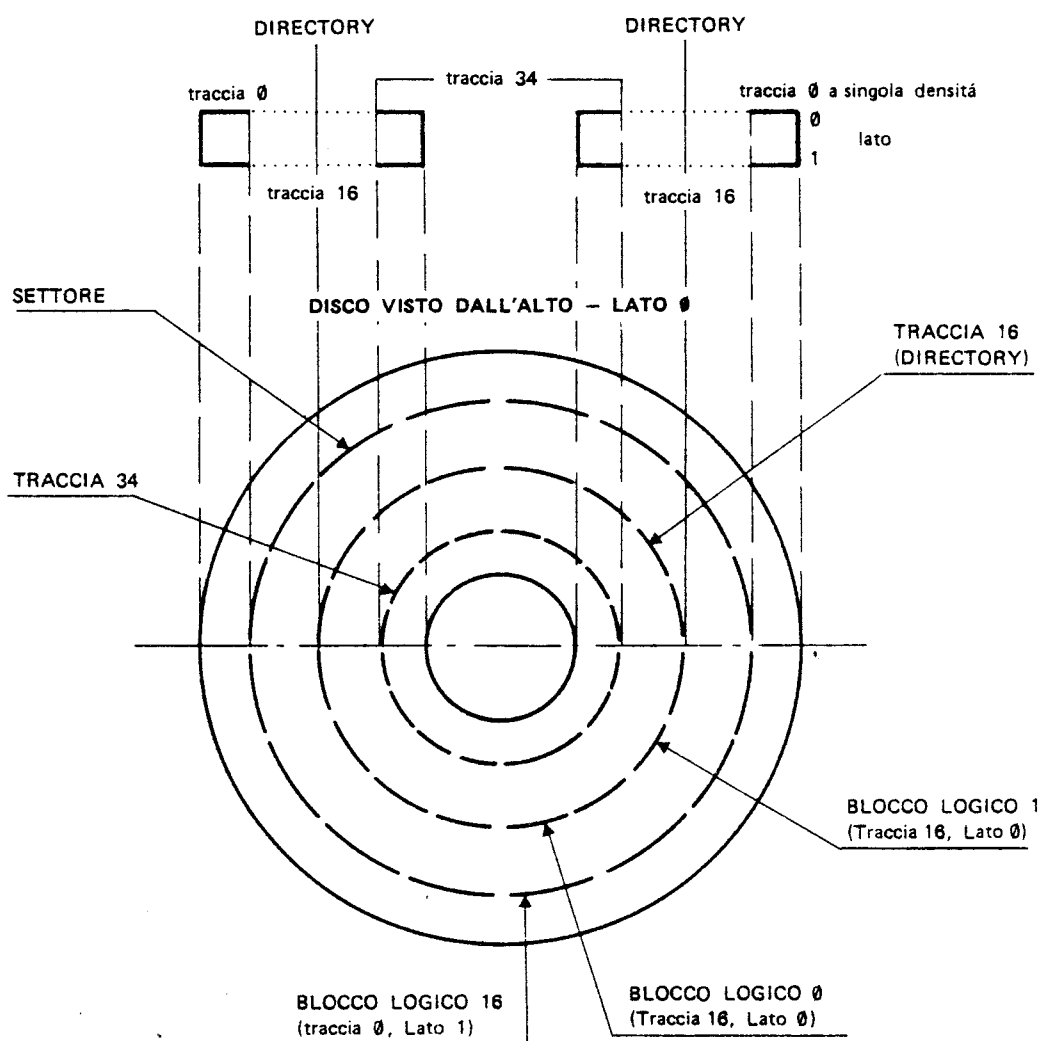 DIRECTORY
DIRECTORY
traccia 34
traccia Ø
traccia Ø a singola densitá
Ø
lato
1
traccia 16
traccia 16
SETTORE
DISCO VISTO DALL'ALTO – LATO Ø
TRACCIA 16
(DIRECTORY)
TRACCIA 34
BLOCCO LOGICO 1
(Traccia 16, Lato Ø)
BLOCCO LOGICO Ø
(Traccia 16, Lato Ø)
BLOCCO LOGICO 16
(traccia Ø, Lato 1)